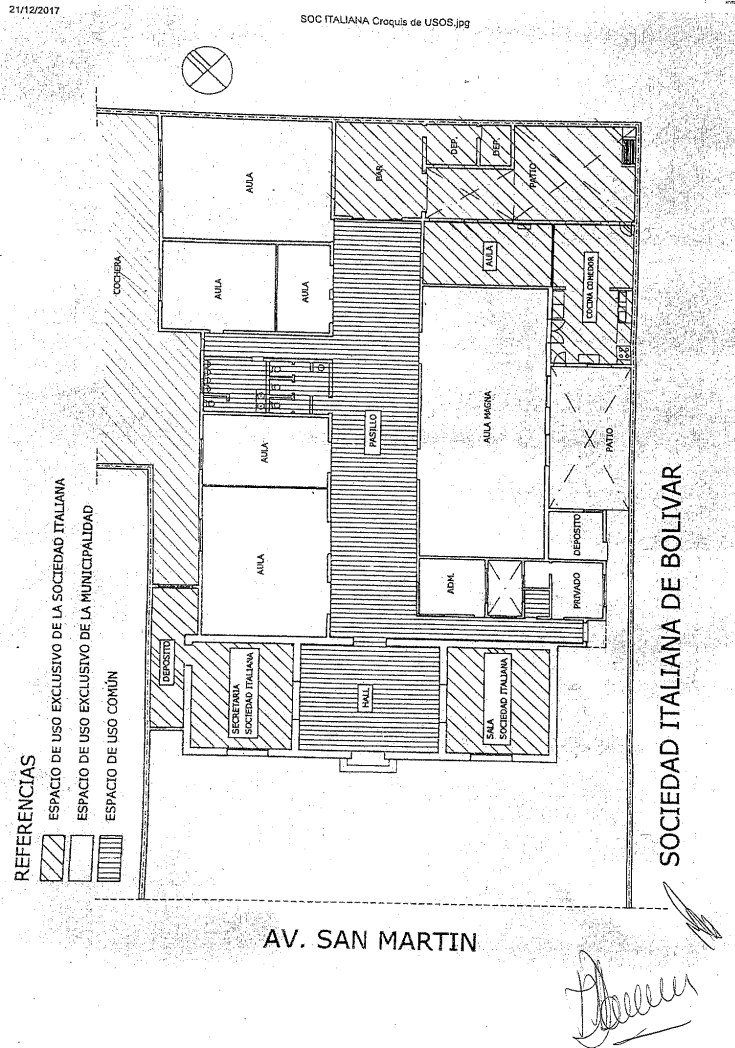 21/12/2017
SOC ITALIANA Croquis de USOS.jpg
REFERENCIAS
ESPACIO DE USO EXCLUSIVO DE LA SOCIEDAD ITALIANA
ESPACIO DE USO EXCLUSIVO DE LA MUNICIPALIDAD
ESPACIO DE USO COMÚN
COCHERA
AULA
AULA
AULA
BAR
DEP.
DEP.
PATIO
AULA
COCINA COMEDOR
AULA
AULA
PASILLO
AULA MAGNA
PATIO
DEPOSITO
SECRETARIA
SOCIEDAD ITALIANA
HALL
SALA
SOCIEDAD ITALIANA
ADM.
PRIVADO
DEPOSITO
SOCIEDAD ITALIANA DE BOLIVAR
AV. SAN MARTIN